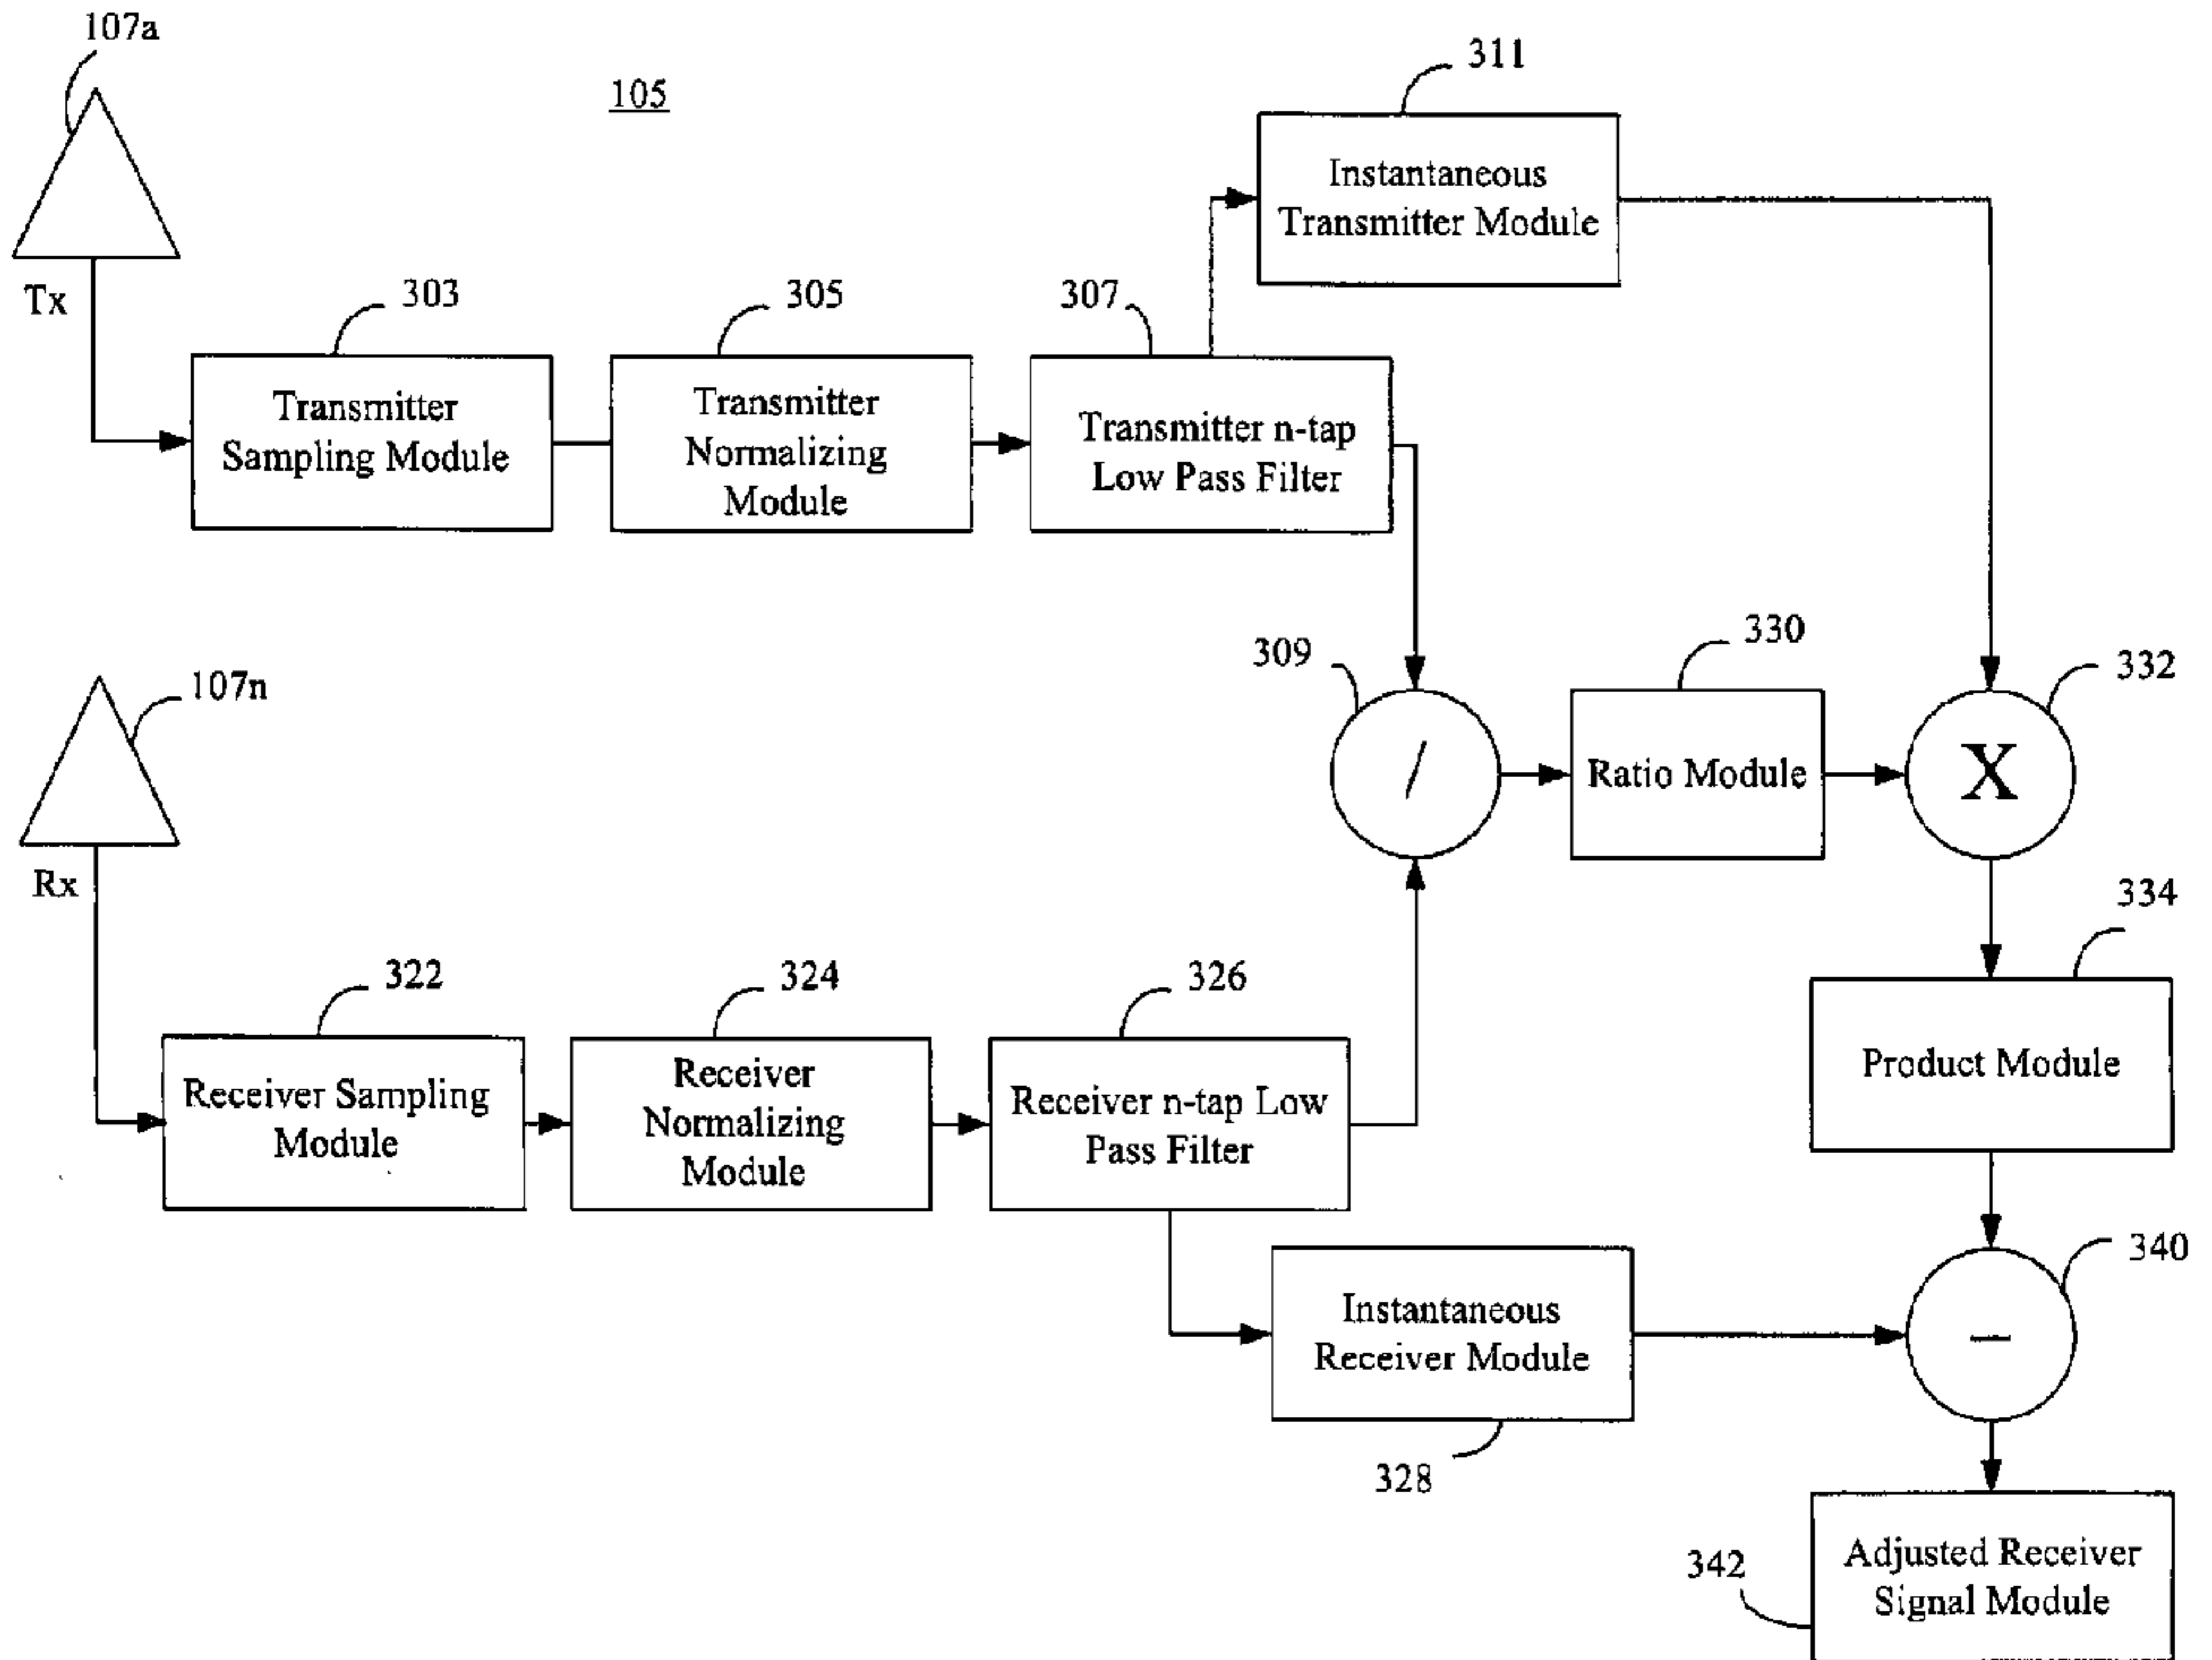 107a
105
311
Instantaneous
Transmitter Module
Tx
303
305
307
Transmitter
Sampling Module
Transmitter
Normalizing
Module
Transmitter n-tap
Low Pass Filter
107n
309
/
330
Ratio Module
332
X
Rx
334
Product Module
322
324
326
Receiver Sampling
Module
Receiver
Normalizing
Module
Receiver n-tap Low
Pass Filter
340
–
Instantaneous
Receiver Module
328
342
Adjusted Receiver
Signal Module